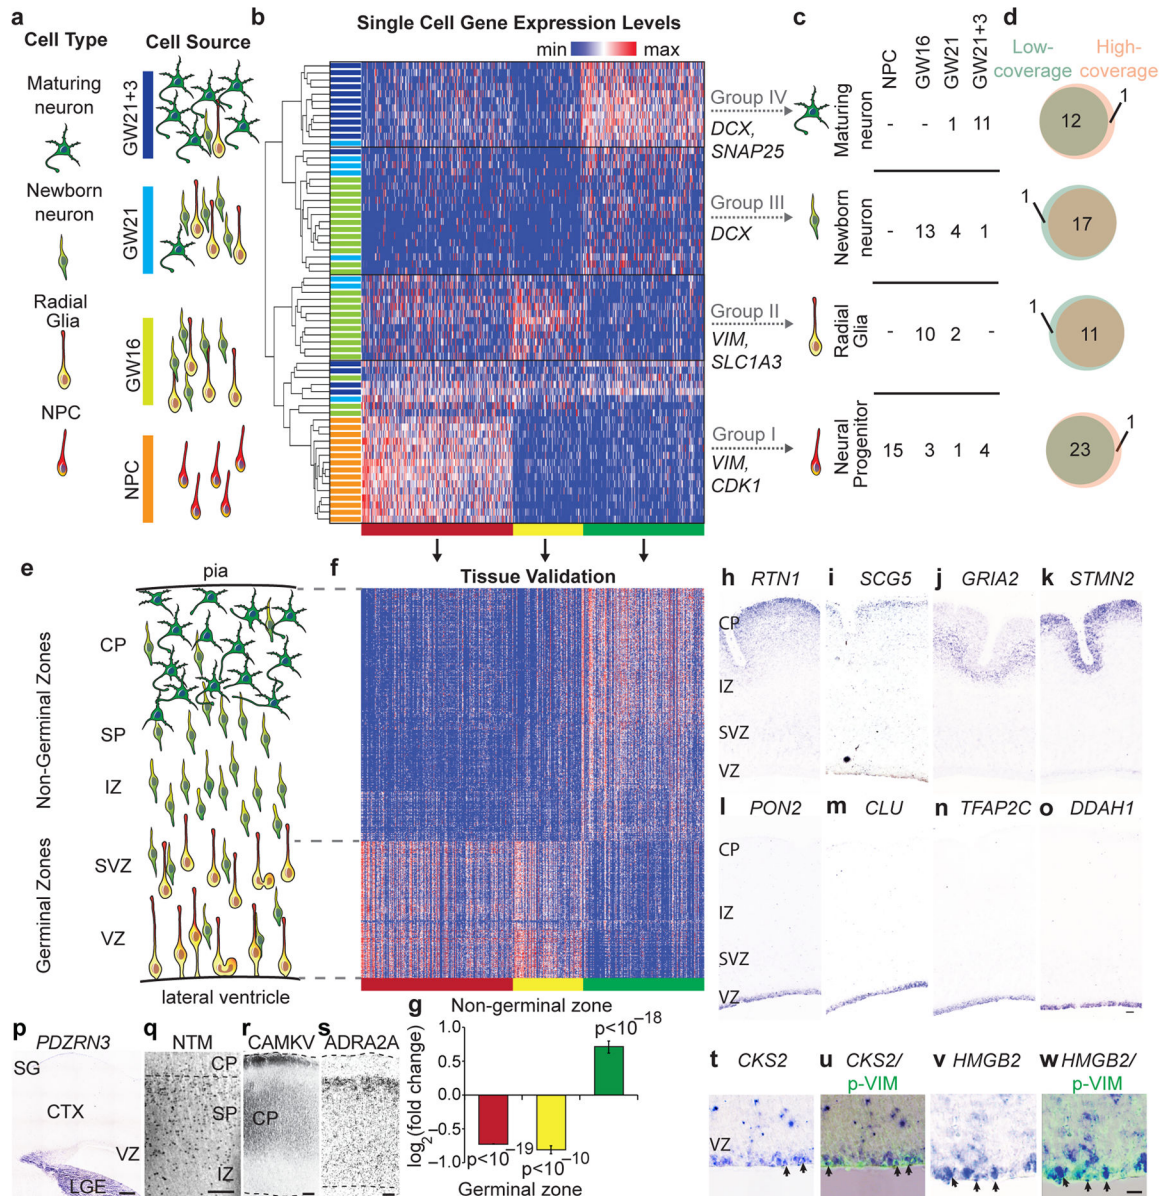 a
Cell Type
Cell Source
Maturing
neuron
Newborn
neuron
Radial
Glia
NPC
GW21+3
GW21
GW16
NPC
b
Single Cell Gene Expression Levels
min
max
Group IV
DCX,
SNAP25
Group III
DCX
Group II
VIM,
SLC1A3
Group I
VIM,
CDK1
c
NPC
GW16
GW21
GW21+3
Maturing
neuron
- - 1 11
Newborn
neuron
- 13 4 1
Radial
Glia
- 10 2 -
Neural
Progenitor
15 3 1 4
d
Low-
coverage
High-
coverage
12
1
1
17
1
11
23
1
e
pia
Non-Germinal Zones
Germinal Zones
CP
SP
IZ
SVZ
VZ
lateral ventricle
f
Tissue Validation
g
Non-germinal zone
log2(fold change)
1.0
0.5
0.0
-0.5
-1.0
p<10-19
p<10-10
p<10-18
Germinal zone
h RTN1
i SCG5
j GRIA2
k STMN2
CP
IZ
SVZ
VZ
l PON2
m CLU
n TFAP2C
o DDAH1
CP
IZ
SVZ
VZ
p PDZRN3
SG
CTX
VZ
LGE
q NTM
CP
SP
IZ
r CAMKV
CP
s ADRA2A
t CKS2
VZ
u CKS2/
p-VIM
v HMGB2
w HMGB2/
p-VIM